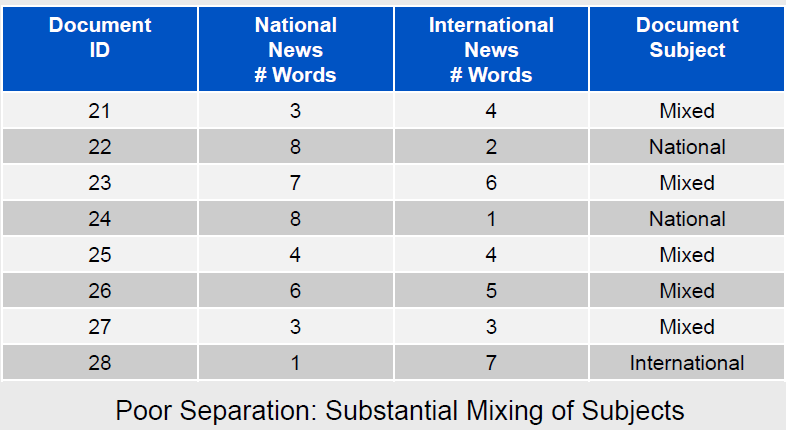 Document ID National News # Words International News # Words Document Subject
21 3 4 Mixed
22 8 2 National
23 7 6 Mixed
24 8 1 National
25 4 4 Mixed
26 6 5 Mixed
27 3 3 Mixed
28 1 7 International
Poor Separation: Substantial Mixing of Subjects